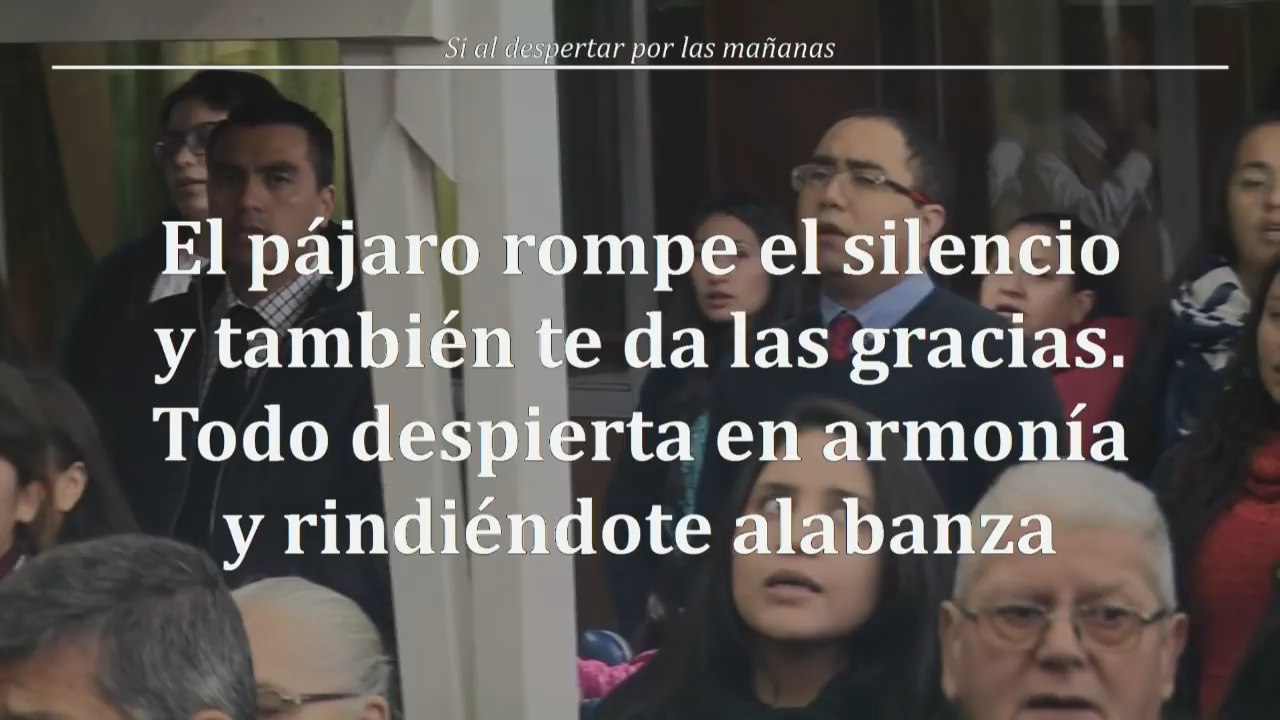 Si al despertar por las mañanas
El pájaro rompe el silencio
y también te da las gracias.
Todo despierta en armonía
y rindiéndote alabanza